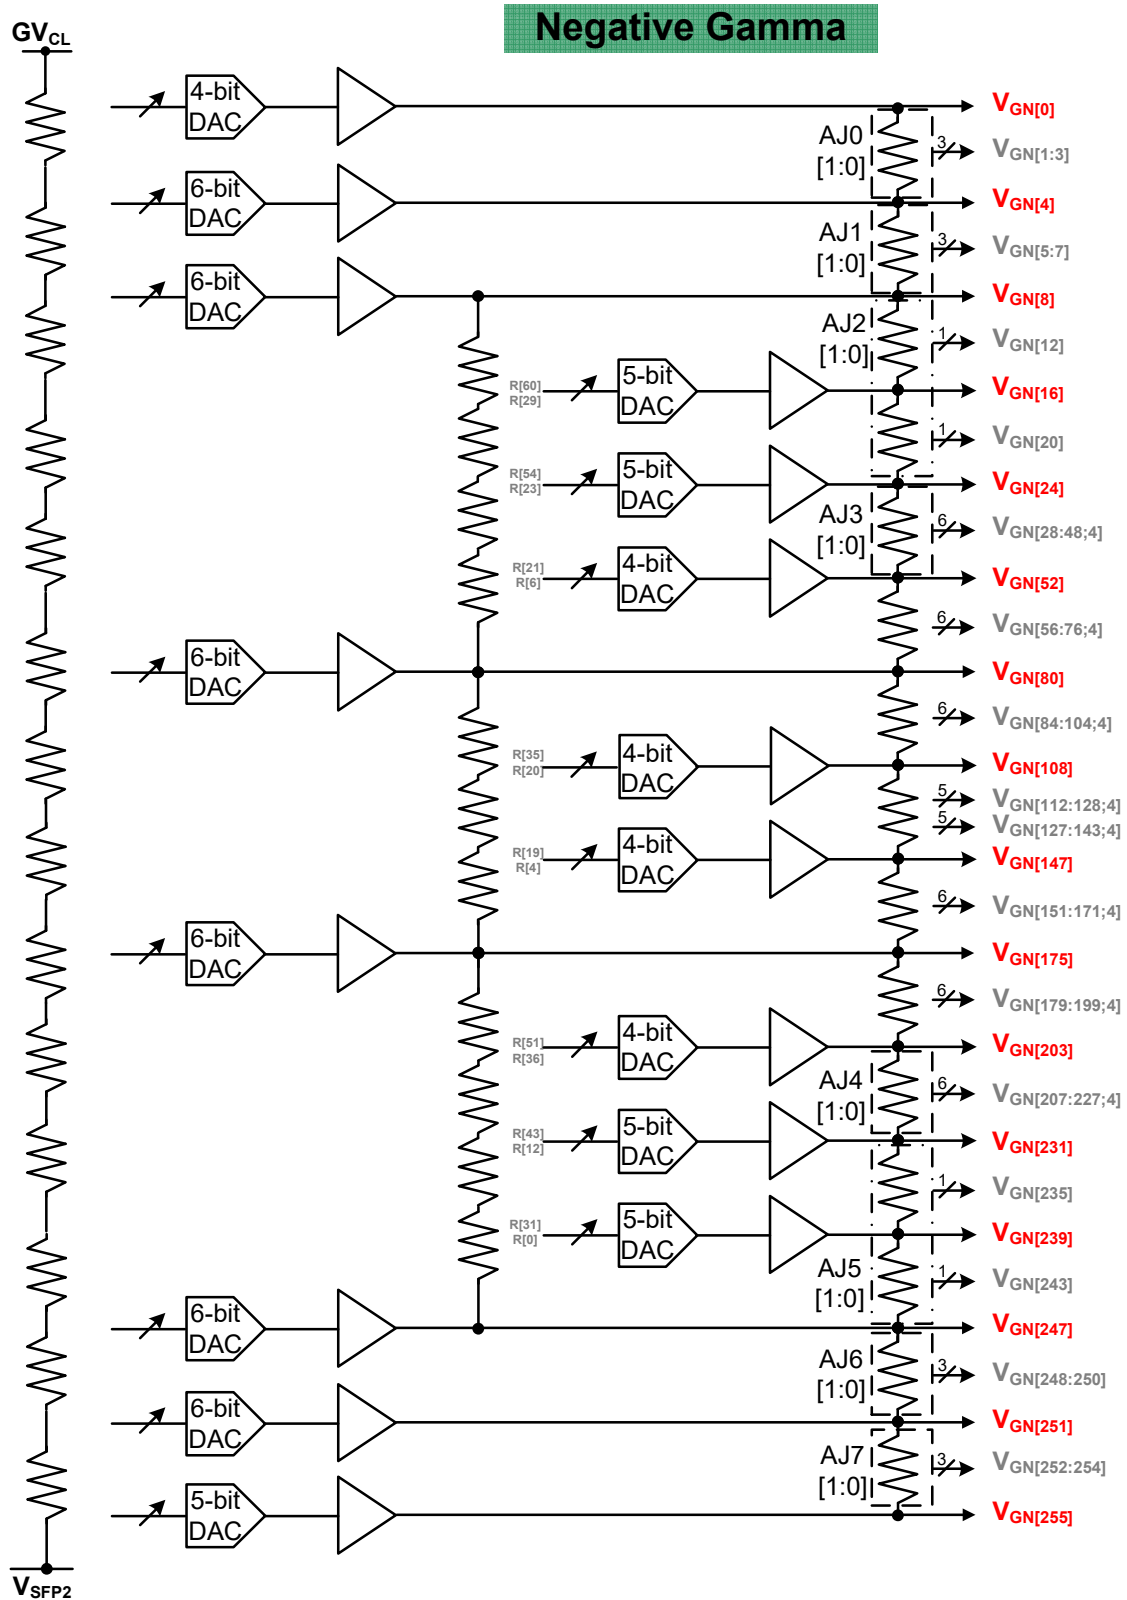 Negative Gamma
GVCL
4-bit
DAC
VGN[0]
AJ0
[1:0]
3
VGN[1:3]
6-bit
DAC
VGN[4]
AJ1
[1:0]
3
VGN[5:7]
6-bit
DAC
VGN[8]
AJ2
[1:0]
1
VGN[12]
R[60]
R[29]
5-bit
DAC
VGN[16]
1
VGN[20]
R[54]
R[23]
5-bit
DAC
VGN[24]
AJ3
[1:0]
6
VGN[28:48;4]
R[21]
R[6]
4-bit
DAC
VGN[52]
6
VGN[56:76;4]
6-bit
DAC
VGN[80]
6
VGN[84:104;4]
R[35]
R[20]
4-bit
DAC
VGN[108]
5
VGN[112:128;4]
5
VGN[127:143;4]
R[19]
R[4]
4-bit
DAC
VGN[147]
6
VGN[151:171;4]
6-bit
DAC
VGN[175]
6
VGN[179:199;4]
R[51]
R[36]
4-bit
DAC
VGN[203]
AJ4
[1:0]
6
VGN[207:227;4]
R[43]
R[12]
5-bit
DAC
VGN[231]
1
VGN[235]
R[31]
R[0]
5-bit
DAC
VGN[239]
AJ5
[1:0]
1
VGN[243]
6-bit
DAC
VGN[247]
AJ6
[1:0]
3
VGN[248:250]
6-bit
DAC
VGN[251]
AJ7
[1:0]
3
VGN[252:254]
5-bit
DAC
VGN[255]
VSFP2